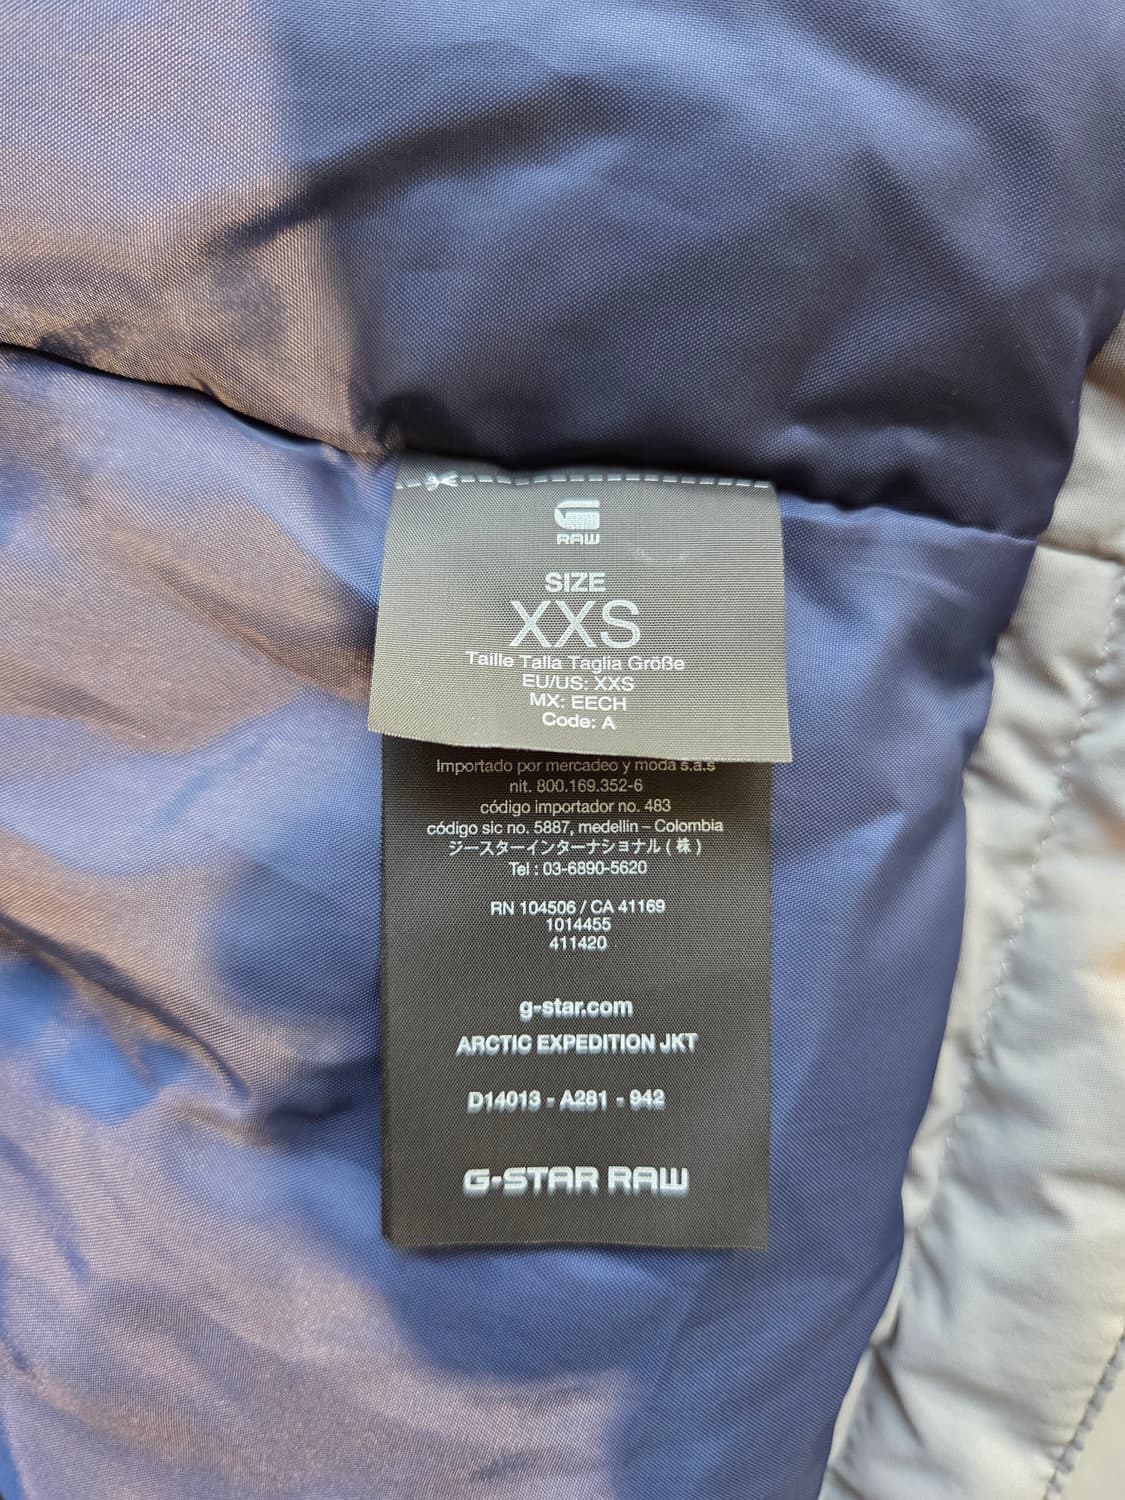 RAW
SIZE
XXS
Taille Talla Taglia Größe
EU/US: XXS
MX: EECH
Code: A
Importado por mercadeo y moda s.a.s
nit. 800.169.352-6
código importador no. 483
código sic no. 5887, medellin – Colombia
ジースターインターナショナル ( 株 )
Tel : 03-6890-5620
RN 104506 / CA 41169
1014455
411420
g-star.com
ARCTIC EXPEDITION JKT
D14013 - A281 - 942
G-STAR RAW